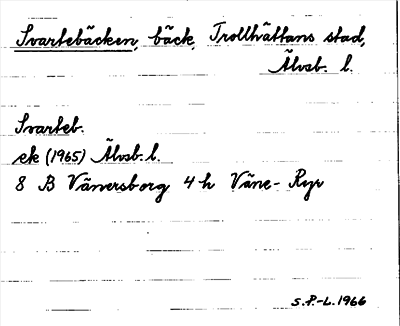 Svartebäcken, bäck, Trollhättans stad,
Älvsb. l.
Svarteb.
ek (1965) Älvsb. l.
8 B Vänersborg 4 h Väne-Ryr
S.P.-L. 1966